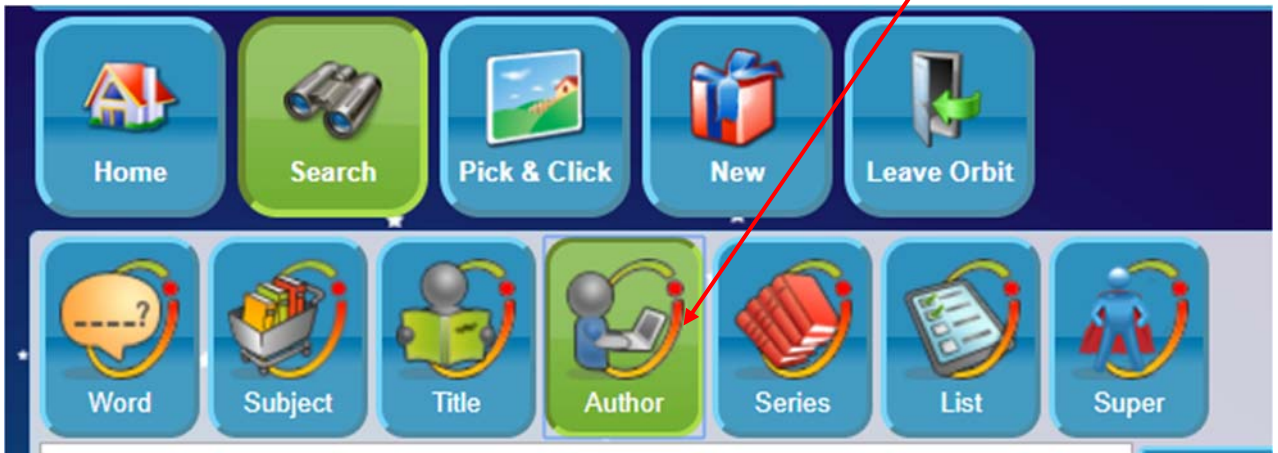 Home Search Pick & Click New Leave Orbit
----?
Word Subject Title Author Series List Super